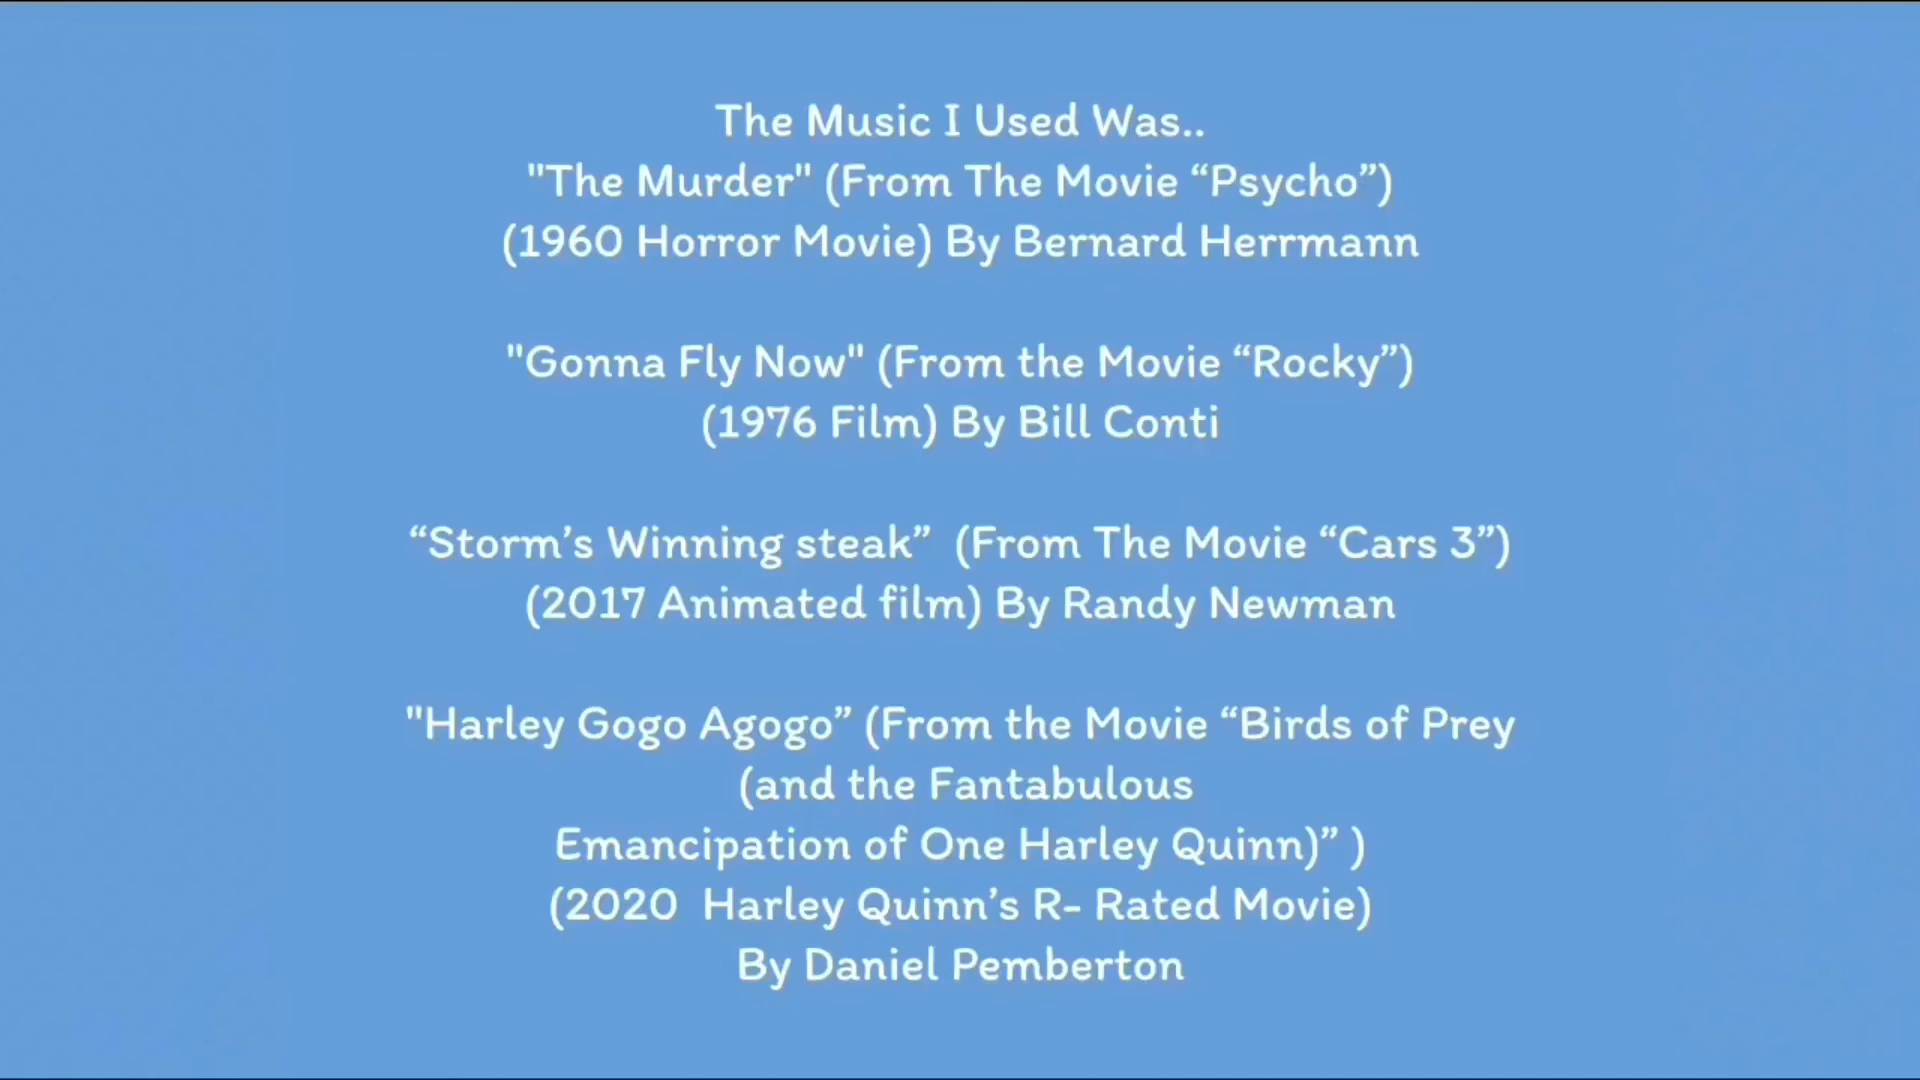 The Music I Used Was..
"The Murder" (From The Movie “Psycho”)
(1960 Horror Movie) By Bernard Herrmann
"Gonna Fly Now" (From the Movie “Rocky”)
(1976 Film) By Bill Conti
“Storm’s Winning steak”  (From The Movie “Cars 3”)
(2017 Animated film) By Randy Newman
"Harley Gogo Agogo” (From the Movie “Birds of Prey
(and the Fantabulous
Emancipation of One Harley Quinn)” )
(2020  Harley Quinn’s R- Rated Movie)
By Daniel Pemberton